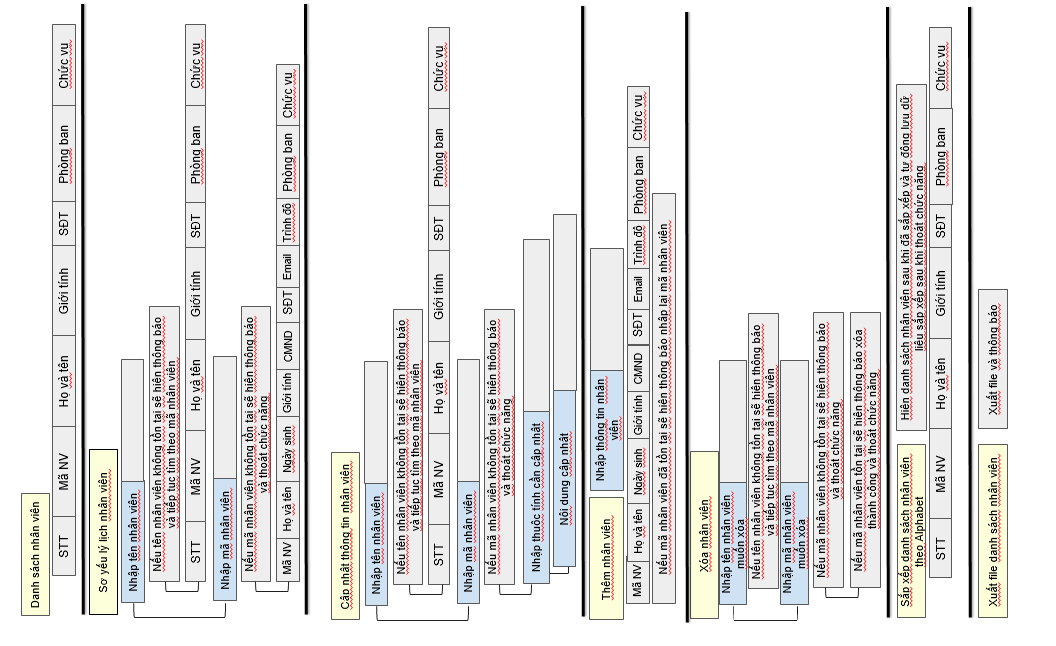 Danh sách nhân viên
STT Mã NV Họ và tên Giới tính SĐT Phòng ban Chức vụ
Sơ yếu lý lịch nhân viên
Nhập tên nhân viên
Nếu tên nhân viên không tồn tại sẽ hiện thông báo
và tiếp tục tìm theo mã nhân viên
STT Mã NV Họ và tên Giới tính SĐT Phòng ban Chức vụ
Nhập mã nhân viên
Nếu mã nhân viên không tồn tại sẽ hiện thông báo
và thoát chức năng
Mã NV Họ và tên Ngày sinh Giới tính CMND SĐT Email Trình độ Phòng ban Chức vụ
Cập nhật thông tin nhân viên
Nhập tên nhân viên
Nếu tên nhân viên không tồn tại sẽ hiện thông báo
và tiếp tục tìm theo mã nhân viên
STT Mã NV Họ và tên Giới tính SĐT Phòng ban Chức vụ
Nhập mã nhân viên
Nếu mã nhân viên không tồn tại sẽ hiện thông báo
và thoát chức năng
Nhập thuộc tính cần cập nhật
Nội dung cập nhật
Thêm nhân viên
Nhập thông tin nhân
viên
Mã NV Họ và tên Ngày sinh Giới tính CMND SĐT Email Trình độ Phòng ban Chức vụ
Nếu mã nhân viên đã tồn tại sẽ hiện thông báo nhập lại mã nhân viên
Xóa nhân viên
Nhập tên nhân viên
muốn xóa
Nếu tên nhân viên không tồn tại sẽ hiện thông báo
và tiếp tục tìm theo mã nhân viên
Nhập mã nhân viên
muốn xóa
Nếu mã nhân viên không tồn tại sẽ hiện thông báo
và thoát chức năng
Nếu mã nhân viên tồn tại sẽ hiện thông báo xóa
thành công và thoát chức năng
Sắp xếp danh sách nhân viên
theo Alphabet
Hiện danh sách nhân viên sau khi đã sắp xếp và tự động lưu dữ
liệu sắp xếp sau khi thoát chức năng
STT Mã NV Họ và tên Giới tính SĐT Phòng ban Chức vụ
Xuất file danh sách nhân viên
Xuất file và thông báo